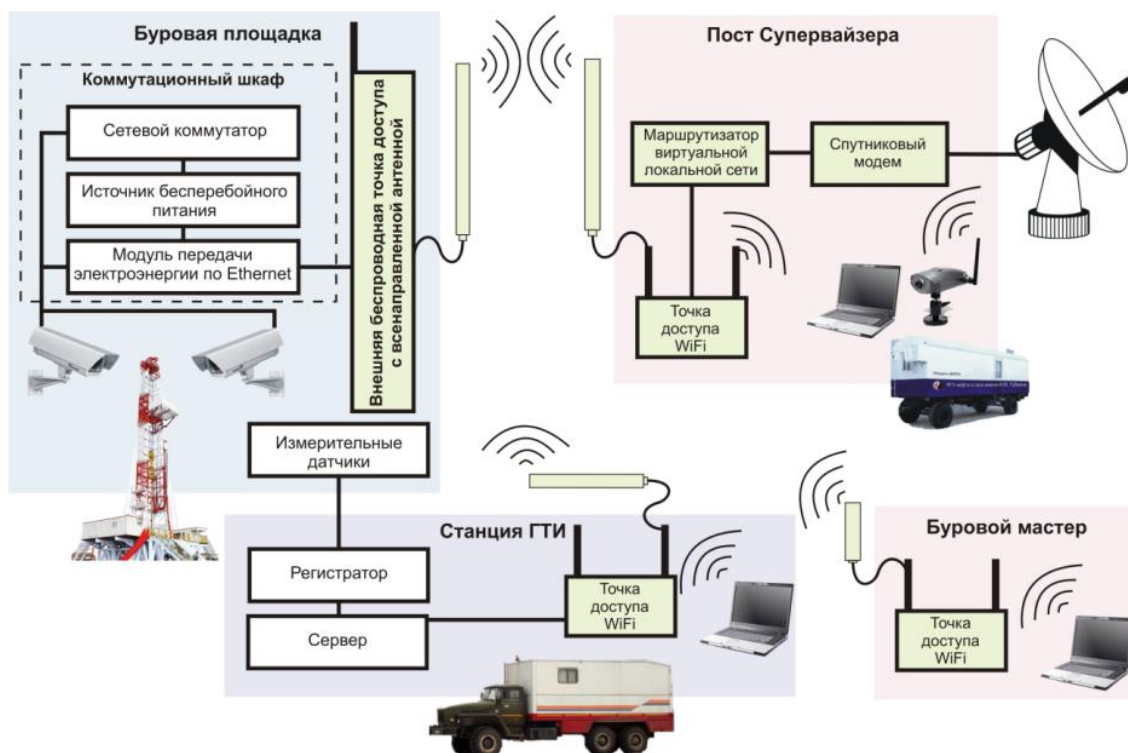 Буровая площадка
Коммутационный шкаф
Сетевой коммутатор
Источник бесперебойного
питания
Модуль передачи
электроэнергии по Ethernet
Внешняя беспроводная точка доступа
с всенаправленной антенной
Пост Супервайзера
Маршрутизатор
виртуальной
локальной сети
Спутниковый
модем
Точка
доступа
WiFi
Измерительные
датчики
Станция ГТИ
Регистратор
Сервер
Точка
доступа
WiFi
Буровой мастер
Точка
доступа
WiFi